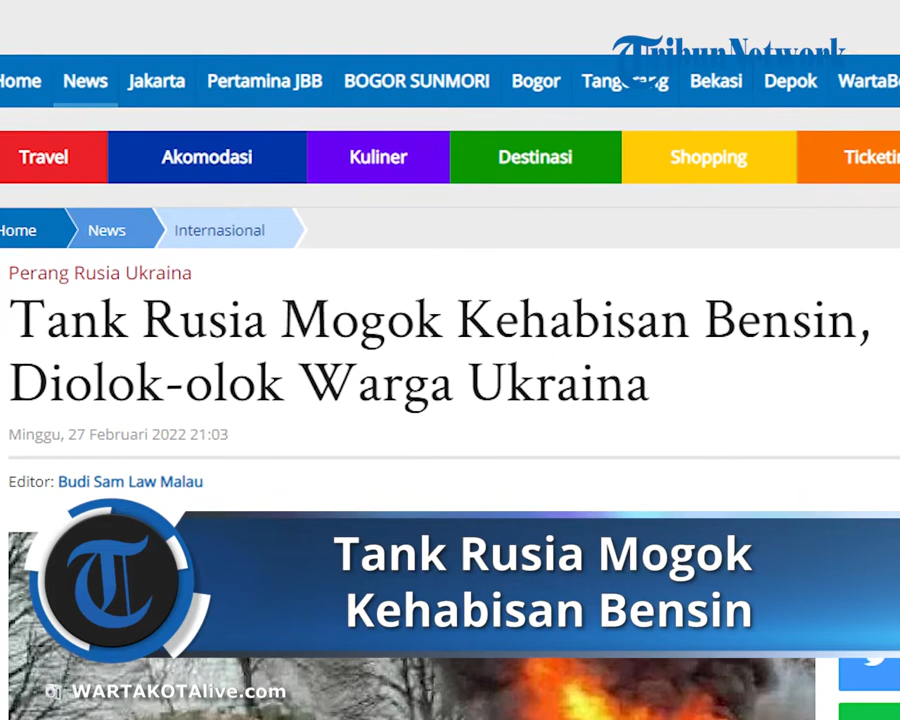 Tribun Network
Home News Jakarta Pertamina JBB BOGOR SUNMORI Bogor Tangerang Bekasi Depok
Travel Akomodasi Kuliner Destinasi Shopping
Home News Internasional
Perang Rusia Ukraina
Tank Rusia Mogok Kehabisan Bensin,
Diolok-olok Warga Ukraina
Minggu, 27 Februari 2022 21:03
Editor: Budi Sam Law Malau
Tank Rusia Mogok
Kehabisan Bensin
WARTAKOTAlive.com